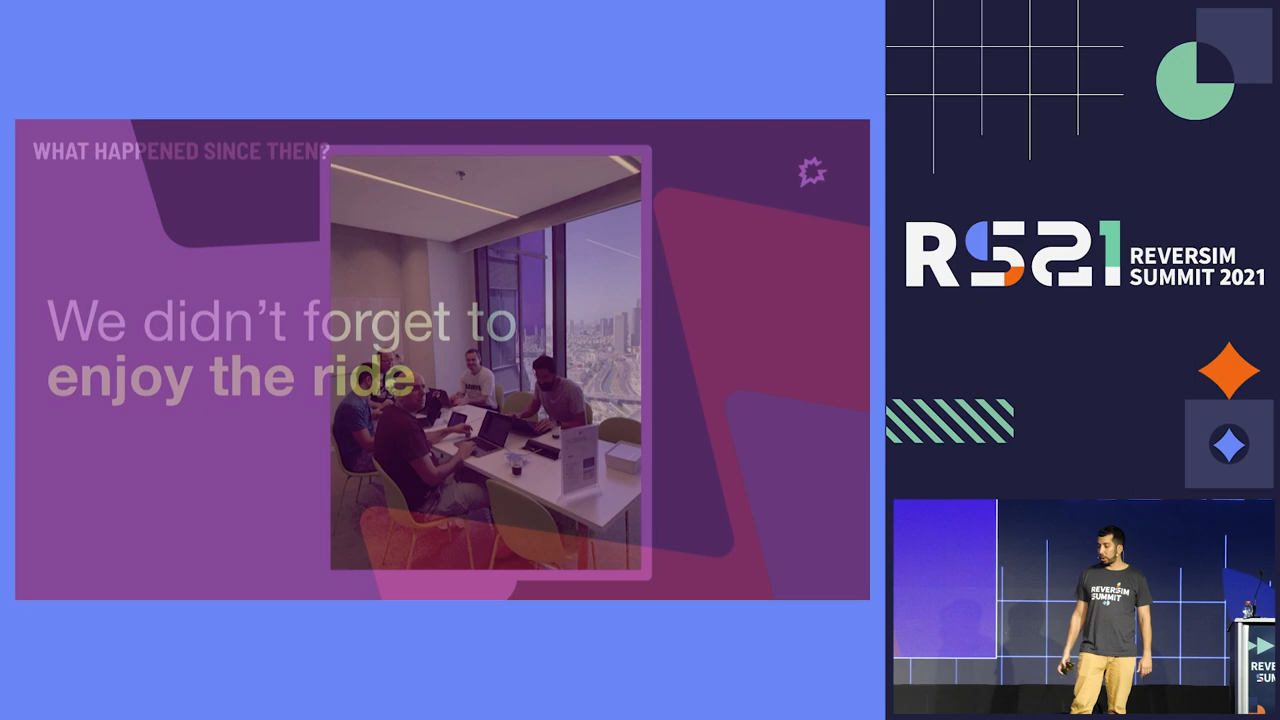 WHAT HAPPENED SINCE THEN?
We didn't forget to
enjoy the ride
RS21
REVERSIM
SUMMIT 2021
REVERSIM
SUMMIT